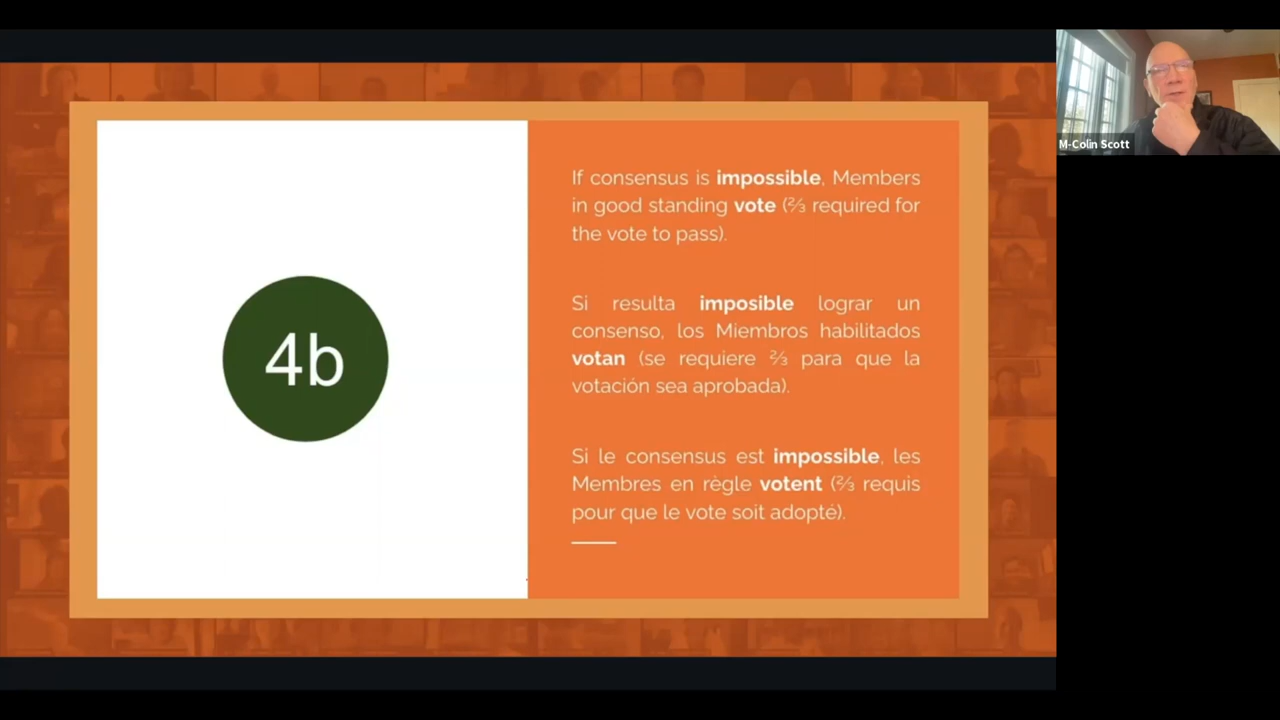 4b
If consensus is impossible, Members
in good standing vote (⅔ required for
the vote to pass).
Si resulta imposible lograr un
consenso, los Miembros habilitados
votan (se requiere ⅔ para que la
votación sea aprobada).
Si le consensus est impossible, les
Membres en règle votent (⅔ requis
pour que le vote soit adopté).
M-Colin Scott